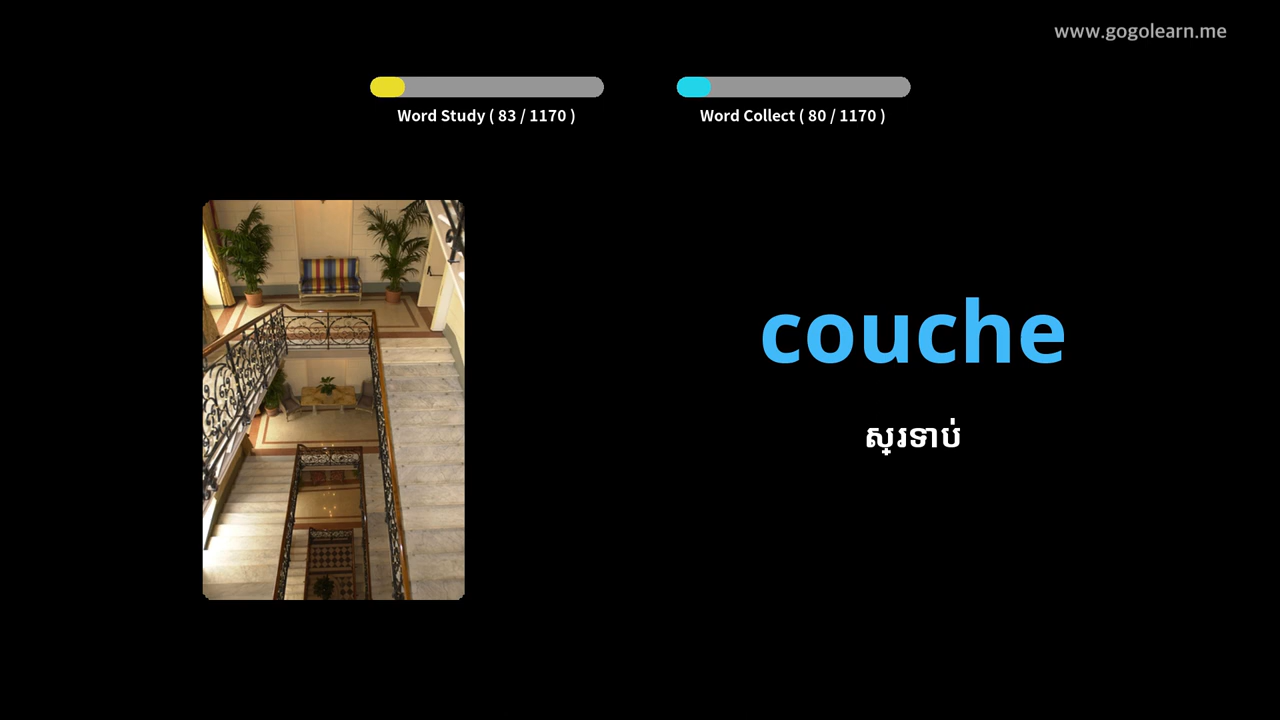 www.gogolearn.me
Word Study ( 83 / 1170 )
Word Collect ( 80 / 1170 )
couche
ស្រទាប់